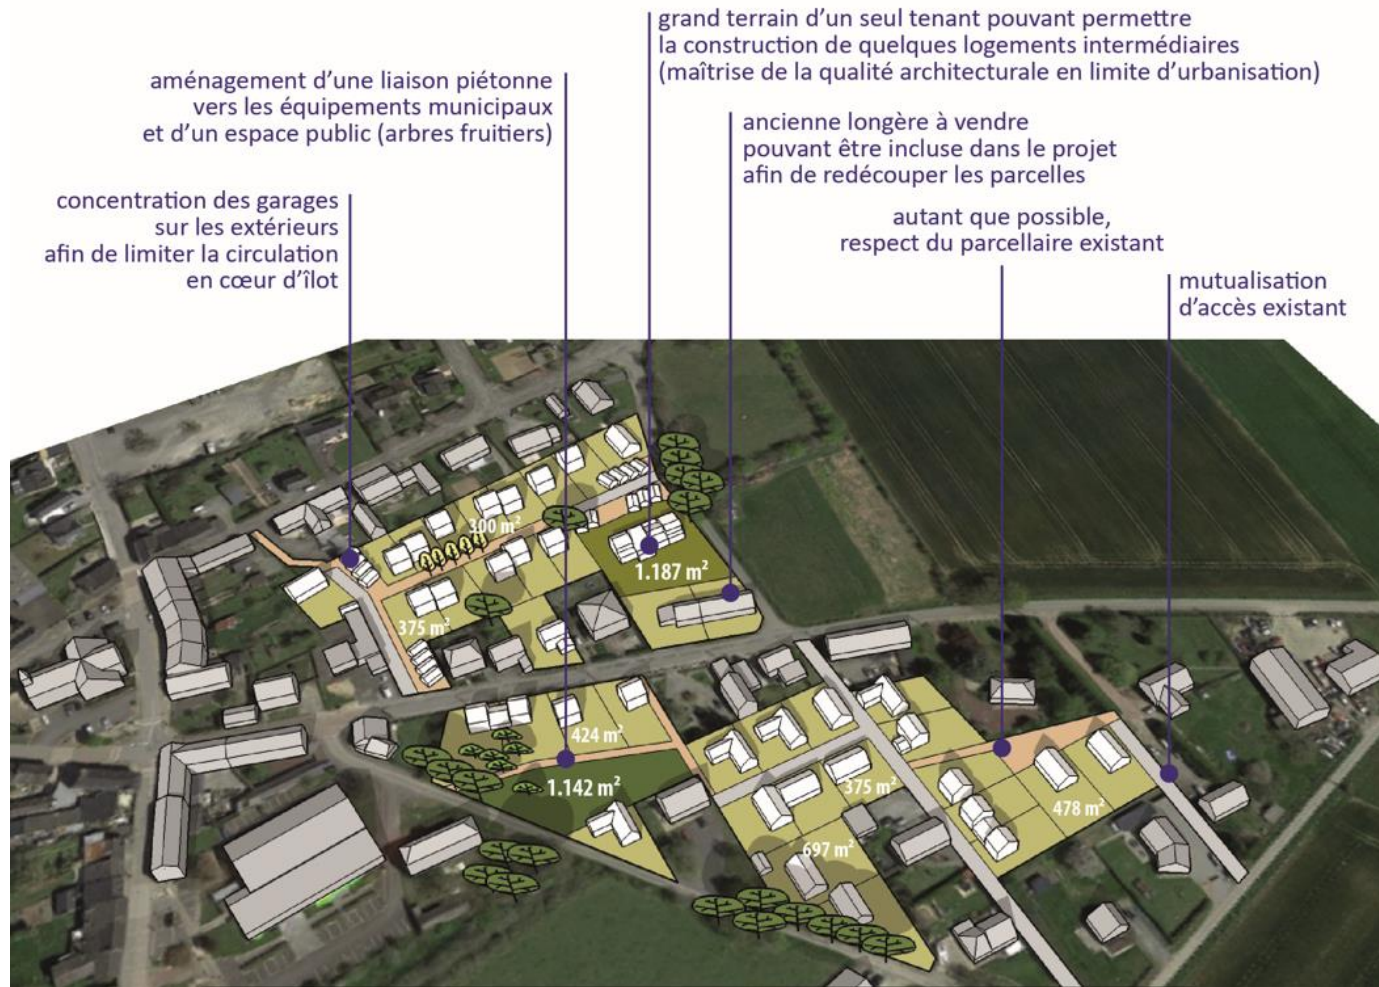 grand terrain d’un seul tenant pouvant permettre
la construction de quelques logements intermédiaires
(maîtrise de la qualité architecturale en limite d’urbanisation)
aménagement d’une liaison piétonne
vers les équipements municipaux
et d’un espace public (arbres fruitiers)
ancienne longère à vendre
pouvant être incluse dans le projet
afin de redécouper les parcelles
concentration des garages
sur les extérieurs
afin de limiter la circulation
en cœur d’îlot
autant que possible,
respect du parcellaire existant
mutualisation
d’accès existant
300 m²
1.187 m²
375 m²
424 m²
1.142 m²
375 m²
478 m²
697 m²